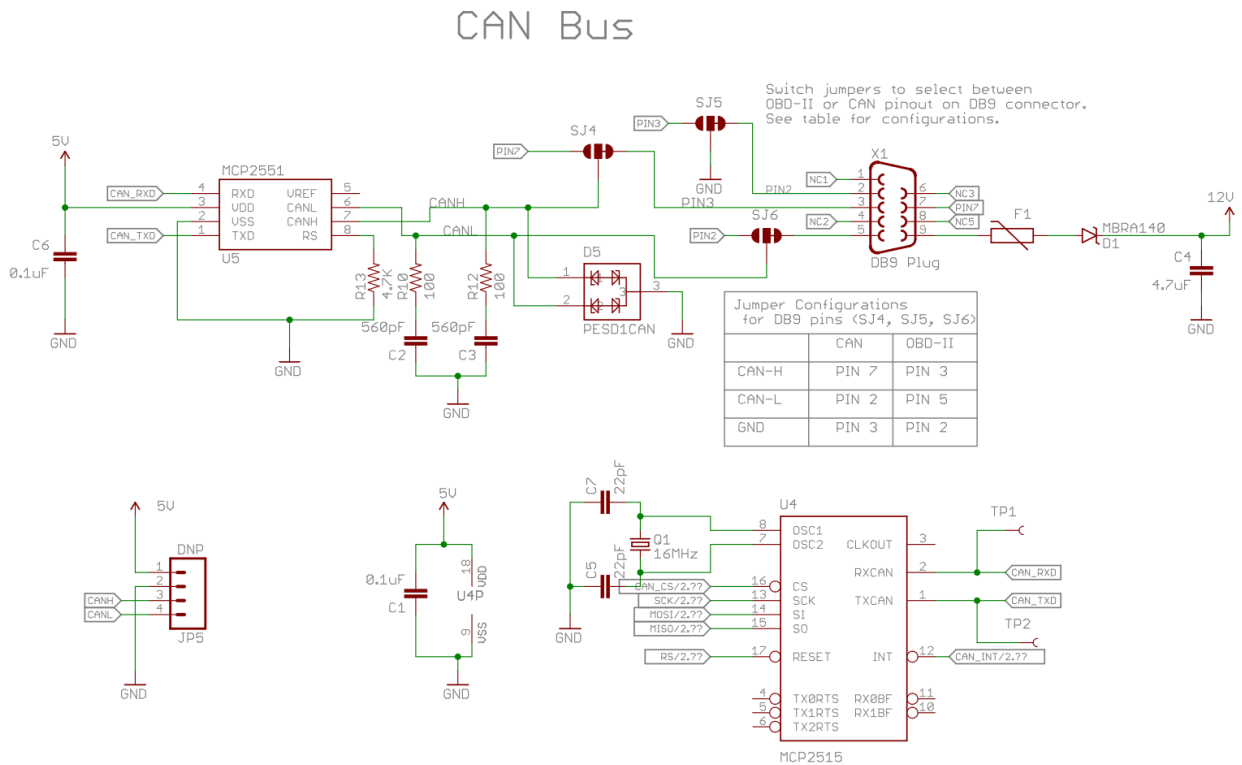 CAN Bus
Switch jumpers to select between
OBD-II or CAN pinout on DB9 connector.
See table for configurations.
SJ5
PIN3
GND
SJ4
PIN7
5V
MCP2551
CAN_RXD
4 RXD VREF 5
3 VDD CANL 6
2 VSS CANH 7
CAN_TXD
1 TXD RS 8
U5
C6
0.1uF
GND
CANH
CANL
R13
4.7K
R10
100
R12
100
560pF
C2
560pF
C3
GND
GND
D5
1
2
3
3
PESD1CAN
GND
PIN2
PIN3
SJ6
PIN2
X1
NC1
1
2
3
NC2
4
5
6
NC3
7
PIN7
8
NC5
9
DB9 Plug
F1
MBRA140
D1
12V
C4
4.7uF
GND
Jumper Configurations
for DB9 pins (SJ4, SJ5, SJ6)
CAN OBD-II
CAN-H PIN 7 PIN 3
CAN-L PIN 2 PIN 5
GND PIN 3 PIN 2
5V
DNP
1
2
CANH
3
CANL
4
JP5
GND
5V
0.1uF
C1
18
VDD
U4P
9
VSS
GND
C7
22pF
Q1
16MHz
C5
22pF
GND
U4
8 OSC1
7 OSC2 CLKOUT 3
RXCAN 2
CAN_RXD
TP1
CAN_CS/2.??
16 CS
SCK/2.??
13 SCK TXCAN 1
CAN_TXD
MOSI/2.??
14 SI
MISO/2.??
15 SO
TP2
RS/2.??
17 RESET INT 12
CAN_INT/2.??
4 TX0RTS RX0BF 11
5 TX1RTS RX1BF 10
6 TX2RTS
MCP2515